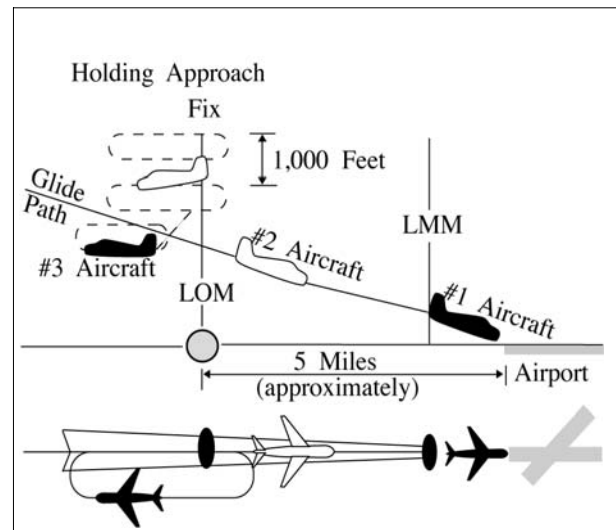 Holding Approach
Fix
1,000 Feet
Glide
Path
#2 Aircraft
LMM
#3 Aircraft
LOM
#1 Aircraft
5 Miles
(approximately)
Airport